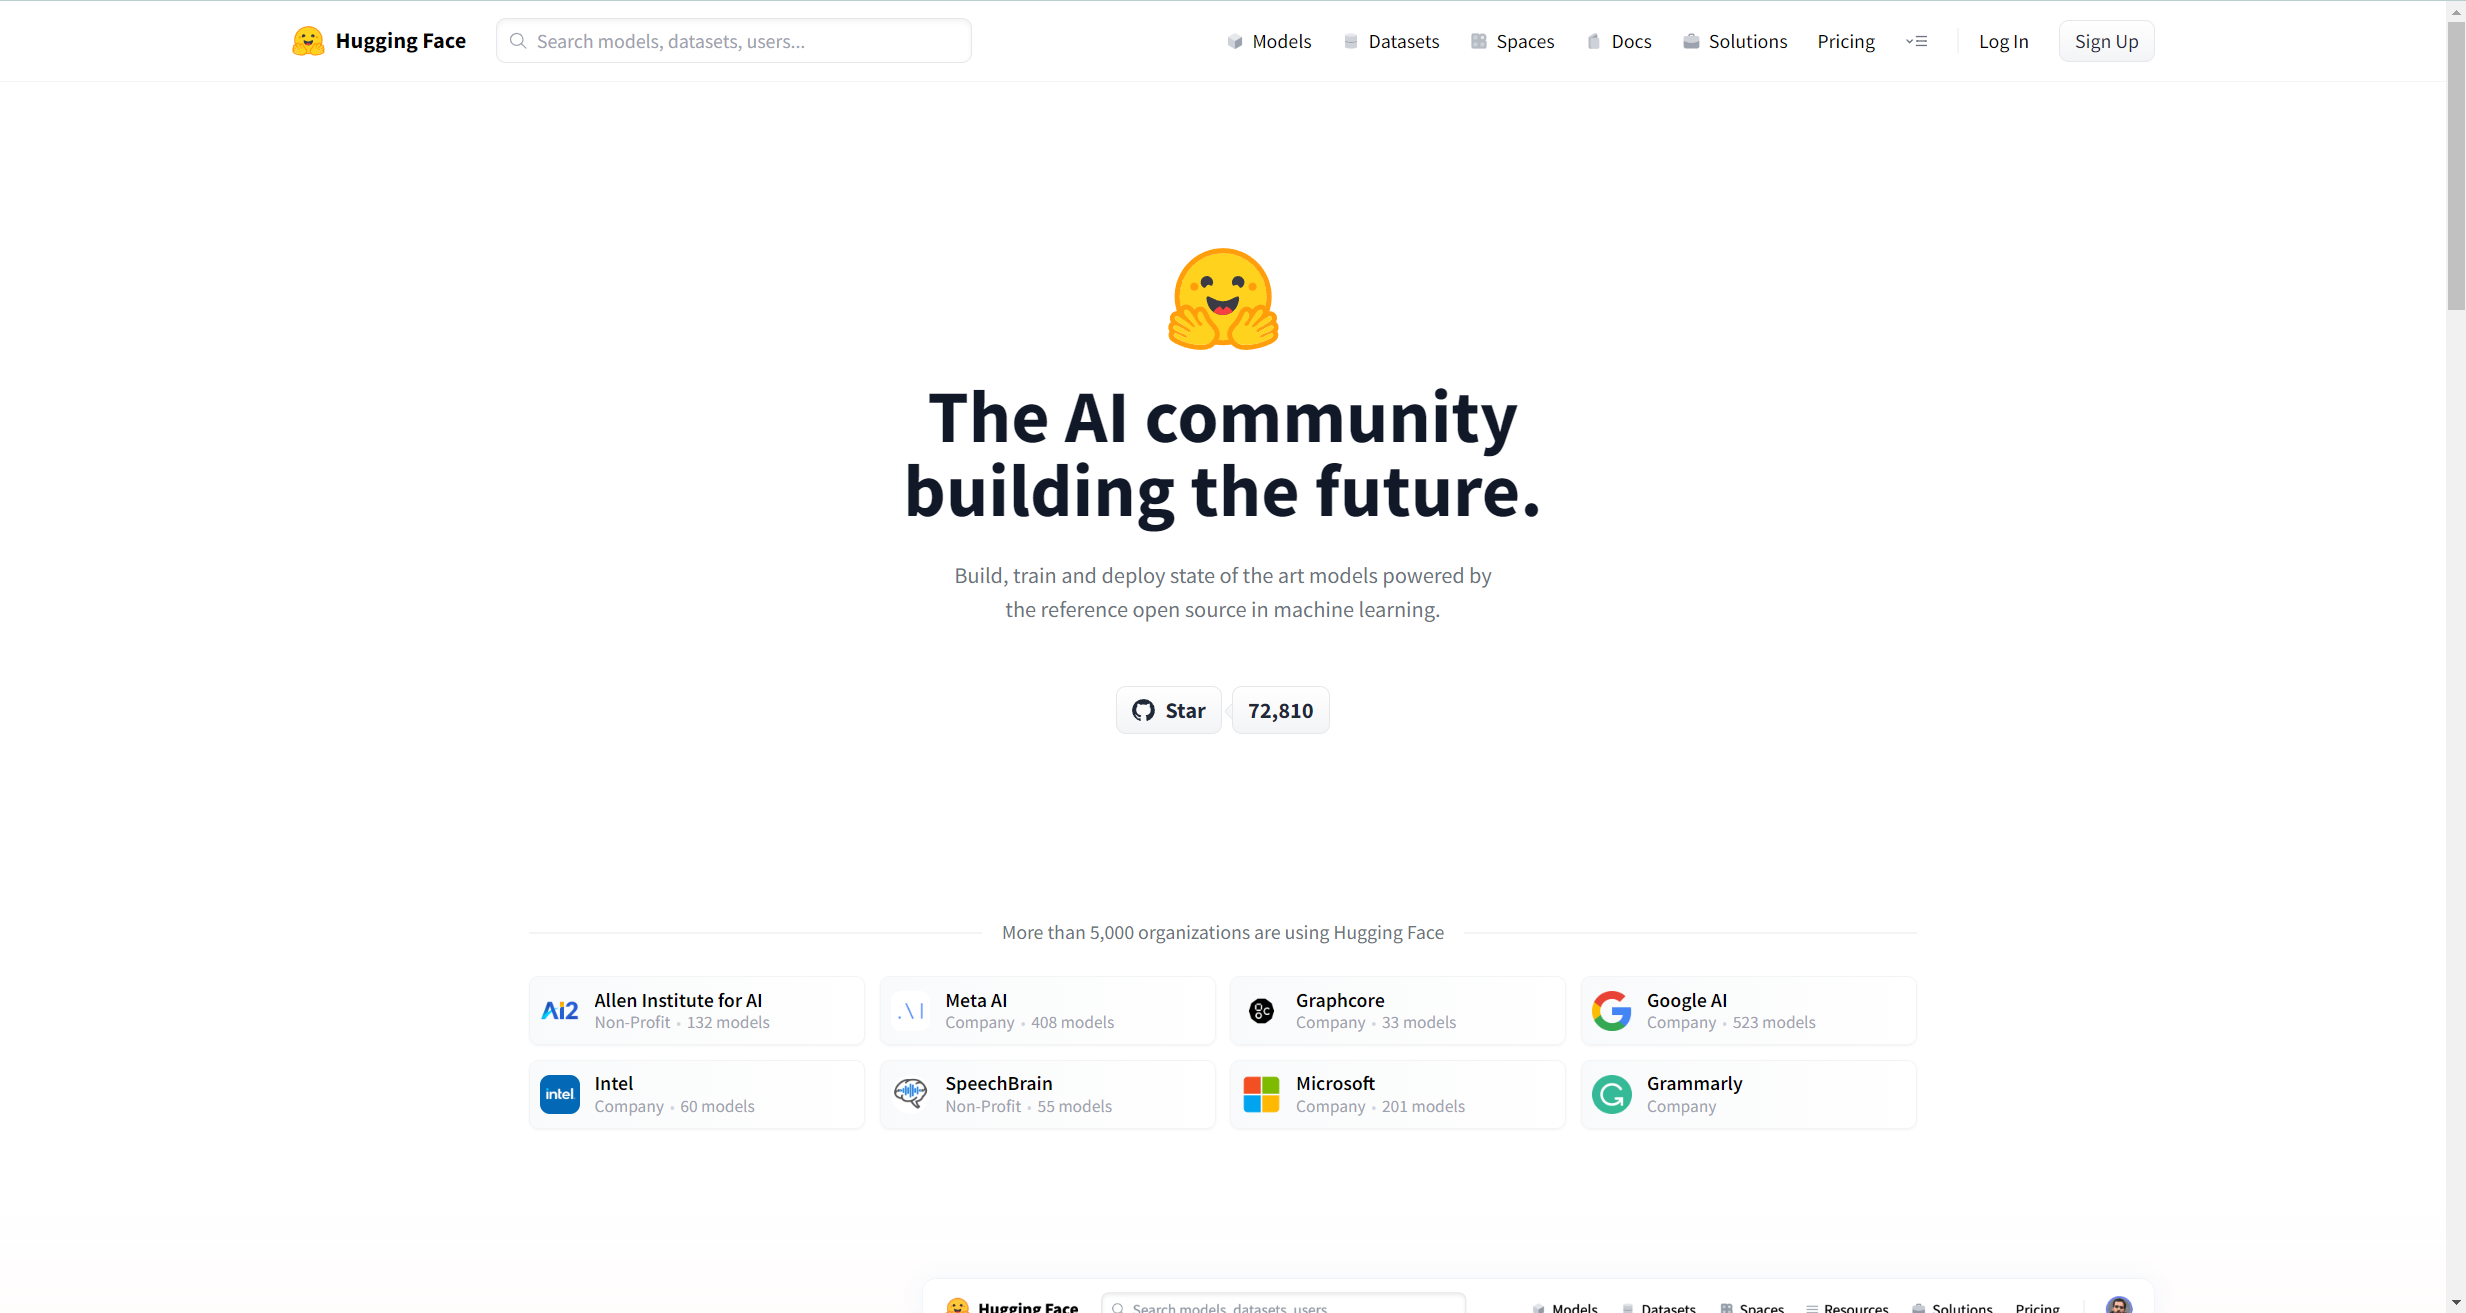 Hugging Face
Search models, datasets, users...
Models
Datasets
Spaces
Docs
Solutions
Pricing
Log In
Sign Up
The AI community
building the future.
Build, train and deploy state of the art models powered by
the reference open source in machine learning.
Star
72,810
More than 5,000 organizations are using Hugging Face
Ai2
Allen Institute for AI
Non-Profit • 132 models
.\|
Meta AI
Company • 408 models
Graphcore
Company • 33 models
Google AI
Company • 523 models
intel
Intel
Company • 60 models
SpeechBrain
Non-Profit • 55 models
Microsoft
Company • 201 models
Grammarly
Company
Hugging Face
Search models, datasets, users
Models
Datasets
Spaces
Resources
Solutions
Pricing